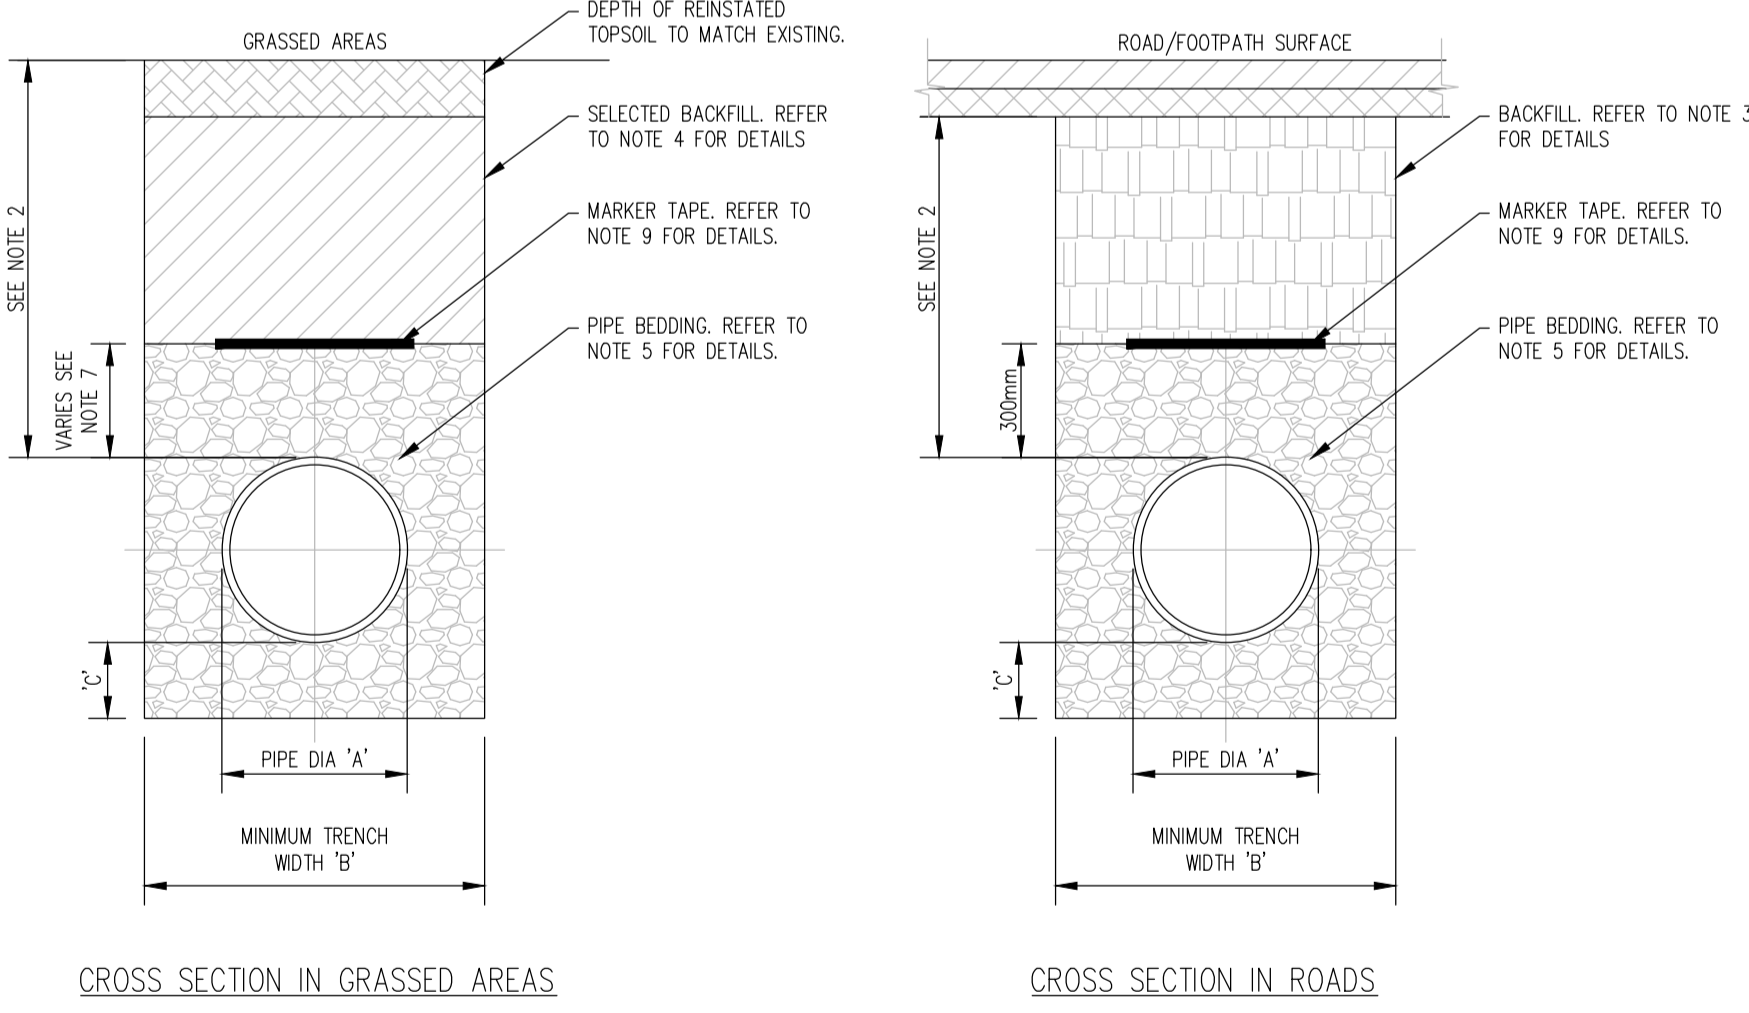 GRASSED AREAS
DEPTH OF REINSTATED
TOPSOIL TO MATCH EXISTING.
SELECTED BACKFILL. REFER
TO NOTE 4 FOR DETAILS
MARKER TAPE. REFER TO
NOTE 9 FOR DETAILS.
PIPE BEDDING. REFER TO
NOTE 5 FOR DETAILS.
SEE NOTE 2
VARIES SEE
NOTE 7
'C'
PIPE DIA 'A'
MINIMUM TRENCH
WIDTH 'B'
CROSS SECTION IN GRASSED AREAS
ROAD/FOOTPATH SURFACE
BACKFILL. REFER TO NOTE 3
FOR DETAILS
MARKER TAPE. REFER TO
NOTE 9 FOR DETAILS.
PIPE BEDDING. REFER TO
NOTE 5 FOR DETAILS.
SEE NOTE 2
300mm
'C'
PIPE DIA 'A'
MINIMUM TRENCH
WIDTH 'B'
CROSS SECTION IN ROADS